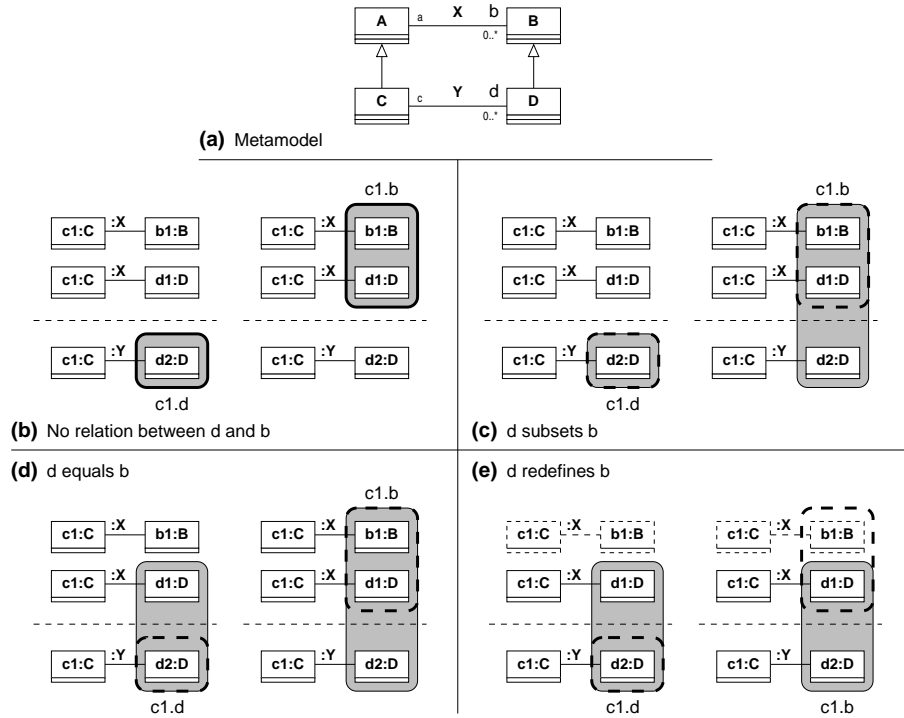 A a X b B
0..*
C c Y d D
0..*
(a) Metamodel
c1.b
c1:C :X b1:B c1:C :X b1:B
c1:C :X d1:D c1:C :X d1:D
c1:C :Y d2:D c1:C :Y d2:D
c1.d
(b) No relation between d and b
c1.b
c1:C :X b1:B c1:C :X b1:B
c1:C :X d1:D c1:C :X d1:D
c1:C :Y d2:D c1:C :Y d2:D
c1.d
(c) d subsets b
(d) d equals b
c1.b
c1:C :X b1:B c1:C :X b1:B
c1:C :X d1:D c1:C :X d1:D
c1:C :Y d2:D c1:C :Y d2:D
c1.d
(e) d redefines b
c1:C :X b1:B c1:C :X b1:B
c1:C :X d1:D c1:C :X d1:D
c1:C :Y d2:D c1:C :Y d2:D
c1.d c1.b